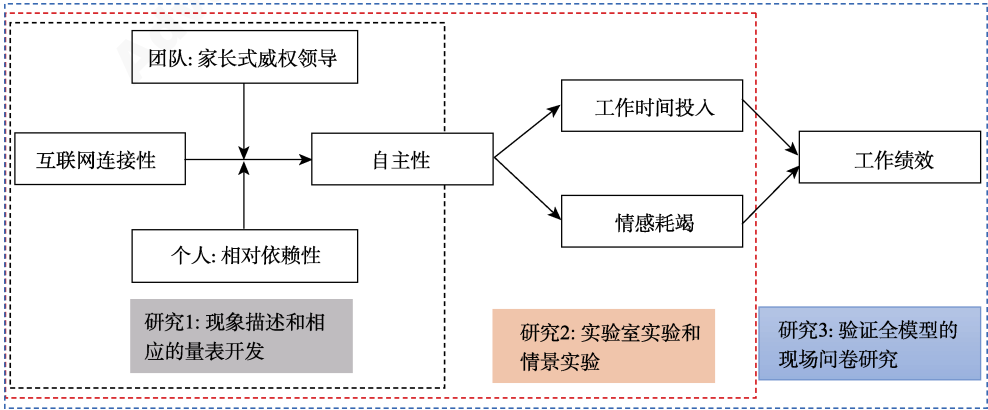 团队: 家长式威权领导
工作时间投入
互联网连接性
自主性
工作绩效
情感耗竭
个人: 相对依赖性
研究1: 现象描述和相
应的量表开发
研究2: 实验室实验和
情景实验
研究3: 验证全模型的
现场问卷研究